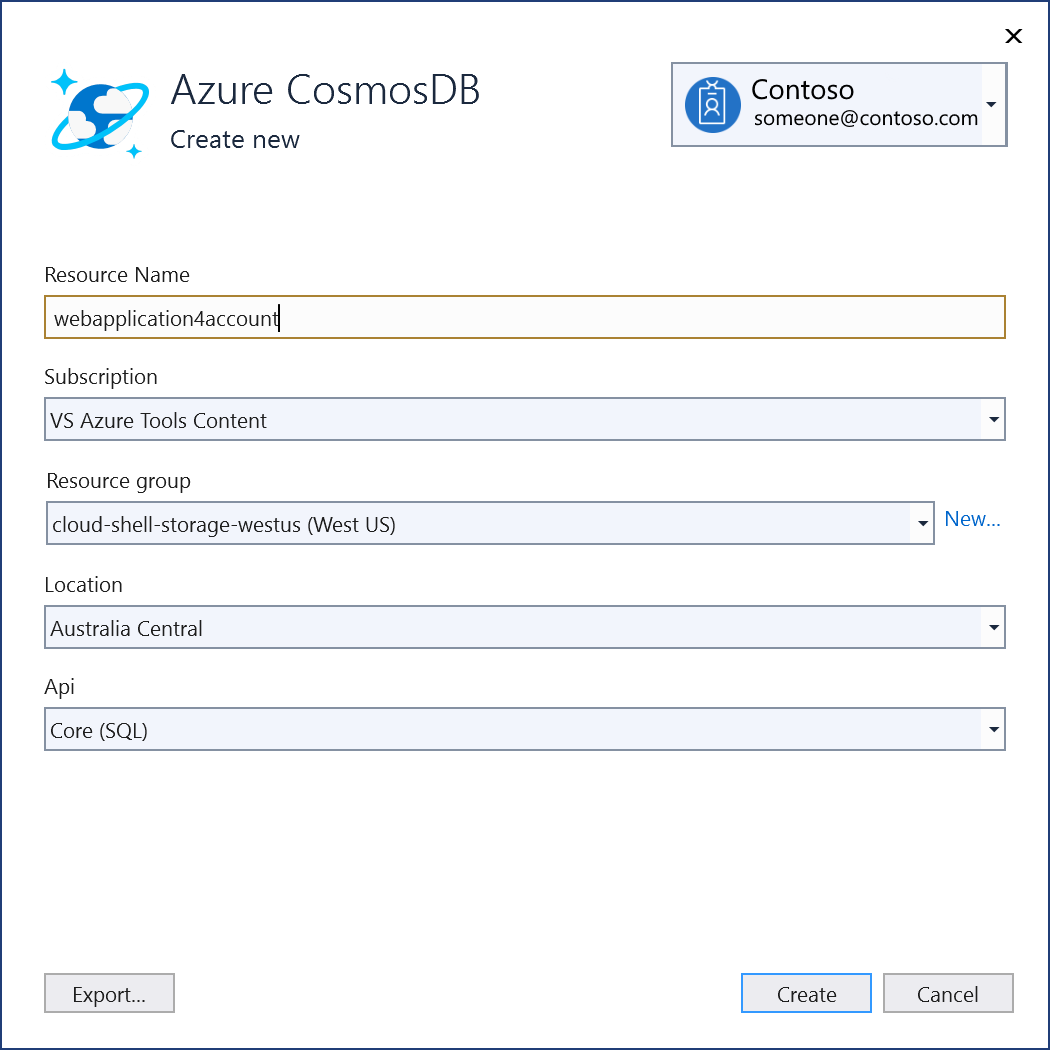 Azure CosmosDB
Create new
Contoso
someone@contoso.com
Resource Name
webapplication4account
Subscription
VS Azure Tools Content
Resource group
cloud-shell-storage-westus (West US)
New...
Location
Australia Central
Api
Core (SQL)
Export...
Create
Cancel